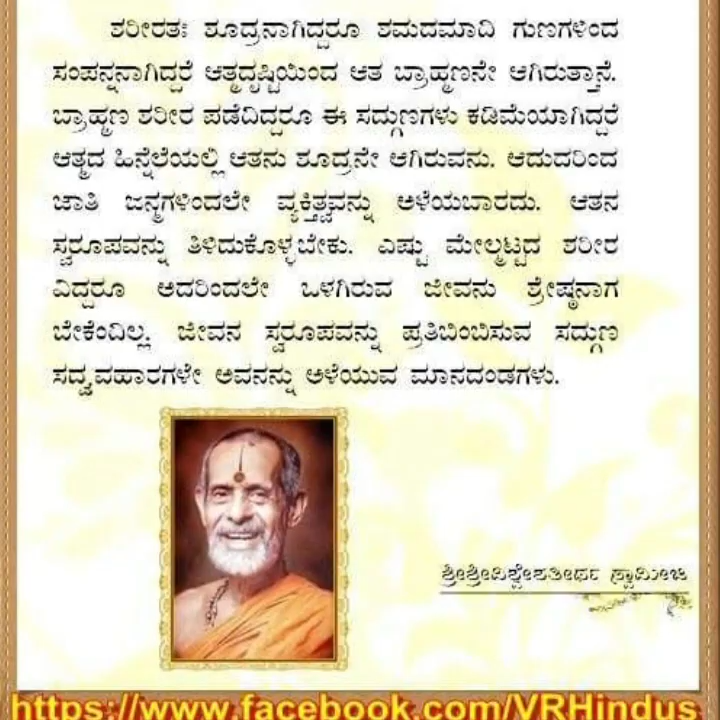 ಶರೀರತಃ ಶೂದ್ರನಾಗಿದ್ದರೂ ಶಮದಮಾದಿ ಗುಣಗಳಿಂದ
ಸಂಪನ್ನನಾಗಿದ್ದರೆ ಆತ್ಮದೃಷ್ಟಿಯಿಂದ ಆತ ಬ್ರಾಹ್ಮಣನೇ ಆಗಿರುತ್ತಾನೆ.
ಬ್ರಾಹ್ಮಣ ಶರೀರ ಪಡೆದಿದ್ದರೂ ಈ ಸದ್ಗುಣಗಳು ಕಡಿಮೆಯಾಗಿದ್ದರೆ
ಆತ್ಮದ ಹಿನ್ನೆಲೆಯಲ್ಲಿ ಆತನು ಶೂದ್ರನೇ ಆಗಿರುವನು. ಆದುದರಿಂದ
ಜಾತಿ ಜನ್ಮಗಳಿಂದಲೇ ವ್ಯಕ್ತಿತ್ವವನ್ನು ಅಳೆಯಬಾರದು. ಆತನ
ಸ್ವರೂಪವನ್ನು ತಿಳಿದುಕೊಳ್ಳಬೇಕು. ಎಷ್ಟು ಮೇಲ್ಮಟ್ಟದ ಶರೀರ
ಎದ್ದರೂ ಅದರಿಂದಲೇ ಒಳಗಿರುವ ಜೀವನು ಶ್ರೇಷ್ಠನಾಗ
ಬೇಕೆಂದಿಲ್ಲ. ಜೀವನ ಸ್ವರೂಪವನ್ನು ಪ್ರತಿಬಿಂಬಿಸುವ ಸದ್ಗುಣ
ಸದ್ವ್ಯವಹಾರಗಳೇ ಅವನನ್ನು ಅಳೆಯುವ ಮಾನದಂಡಗಳು.
ಶ್ರೀಶ್ರೀವಿಶ್ವೇಶತೀರ್ಥ ಸ್ವಾಮೀಜಿ
https://www.facebook.com/VRHindus